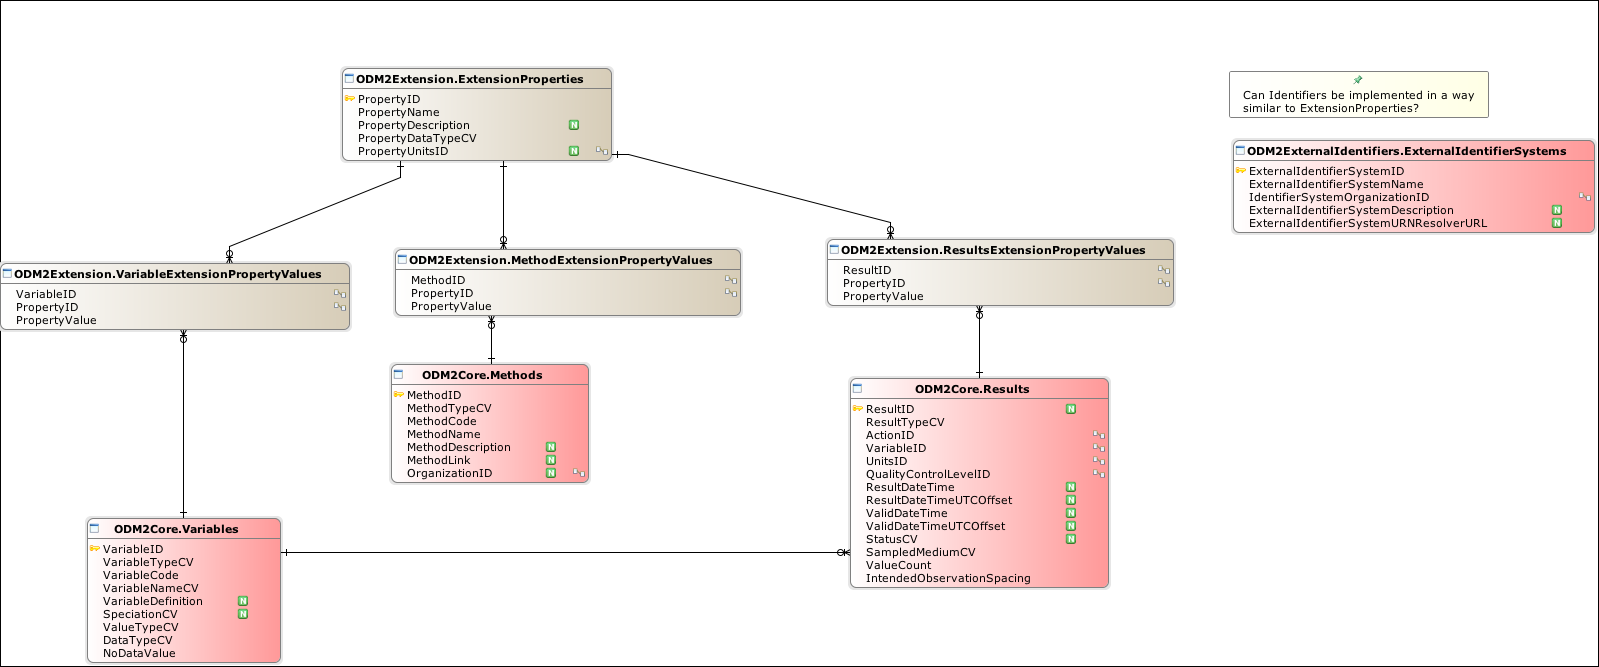 ODM2Extension.ExtensionProperties
PropertyID
PropertyName
PropertyDescription N
PropertyDataTypeCV
PropertyUnitsID N
Can Identifiers be implemented in a way
similar to ExtensionProperties?
ODM2ExternalIdentifiers.ExternalIdentifierSystems
ExternalIdentifierSystemID
ExternalIdentifierSystemName
IdentifierSystemOrganizationID
ExternalIdentifierSystemDescription N
ExternalIdentifierSystemURNResolverURL N
ODM2Extension.VariableExtensionPropertyValues
VariableID
PropertyID
PropertyValue
ODM2Extension.MethodExtensionPropertyValues
MethodID
PropertyID
PropertyValue
ODM2Extension.ResultsExtensionPropertyValues
ResultID
PropertyID
PropertyValue
ODM2Core.Methods
MethodID
MethodTypeCV
MethodCode
MethodName
MethodDescription N
MethodLink N
OrganizationID N
ODM2Core.Results
ResultID N
ResultTypeCV
ActionID
VariableID
UnitsID
QualityControlLevelID
ResultDateTime N
ResultDateTimeUTCOffset N
ValidDateTime N
ValidDateTimeUTCOffset N
StatusCV N
SampledMediumCV
ValueCount
IntendedObservationSpacing
ODM2Core.Variables
VariableID
VariableTypeCV
VariableCode
VariableNameCV
VariableDefinition N
SpeciationCV N
ValueTypeCV
DataTypeCV
NoDataValue